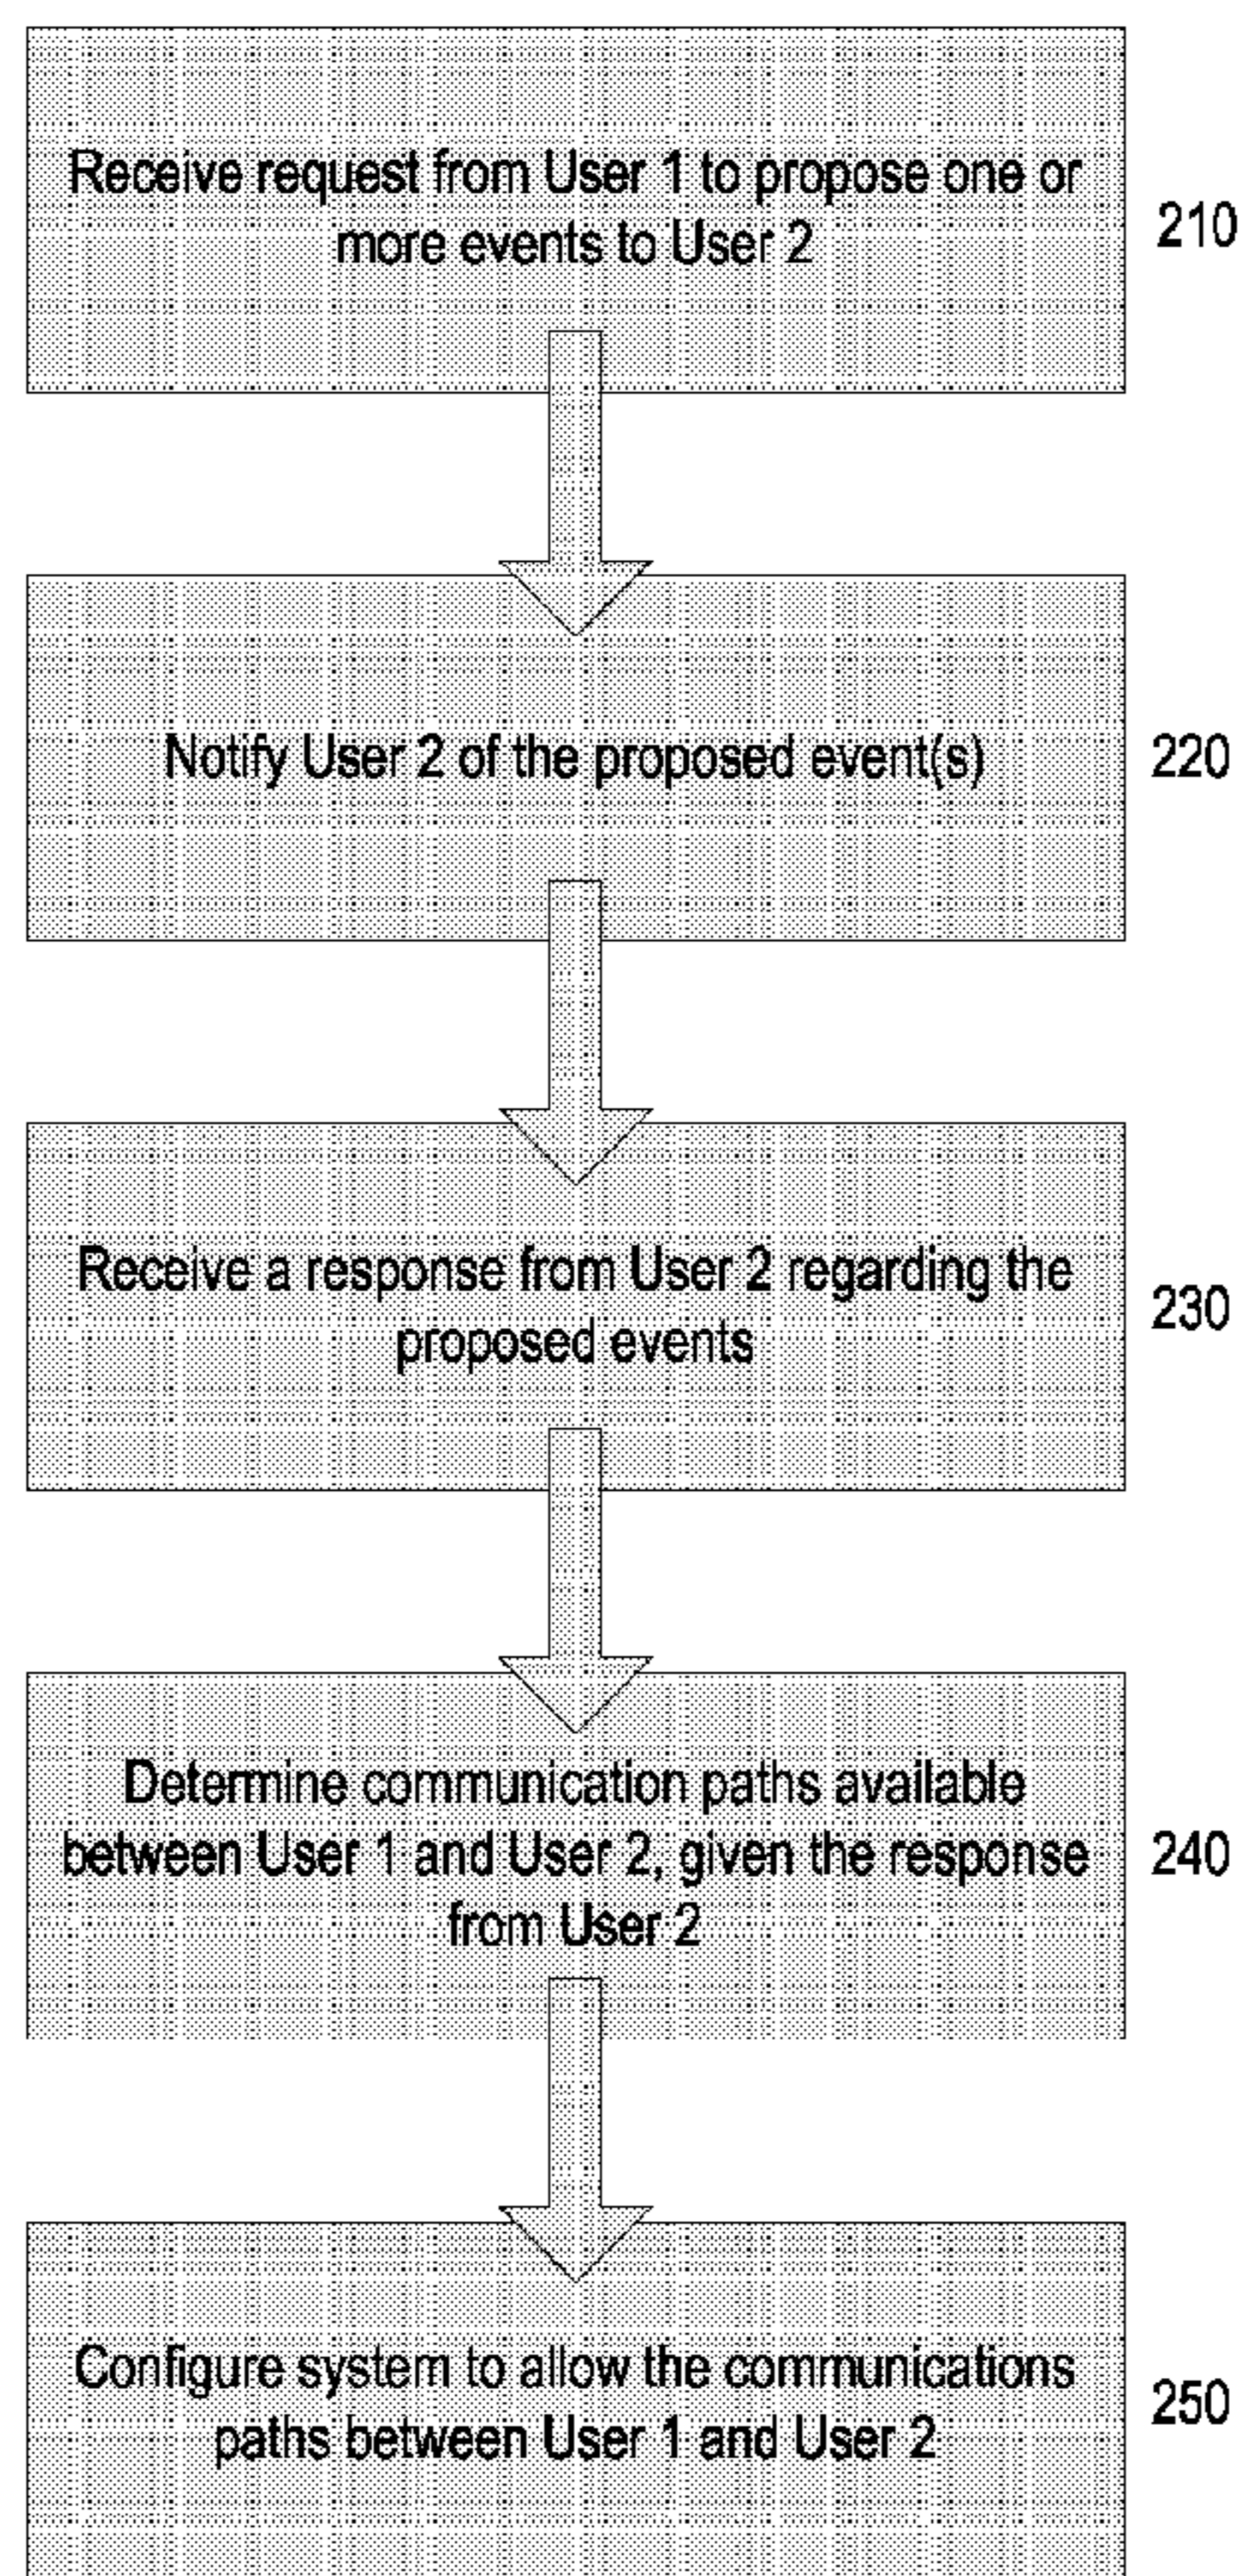 Receive request from User 1 to propose one or
more events to User 2
210
Notify User 2 of the proposed event(s)
220
Receive a response from User 2 regarding the
proposed events
230
Determine communication paths available
between User 1 and User 2, given the response
from User 2
240
Configure system to allow the communications
paths between User 1 and User 2
250